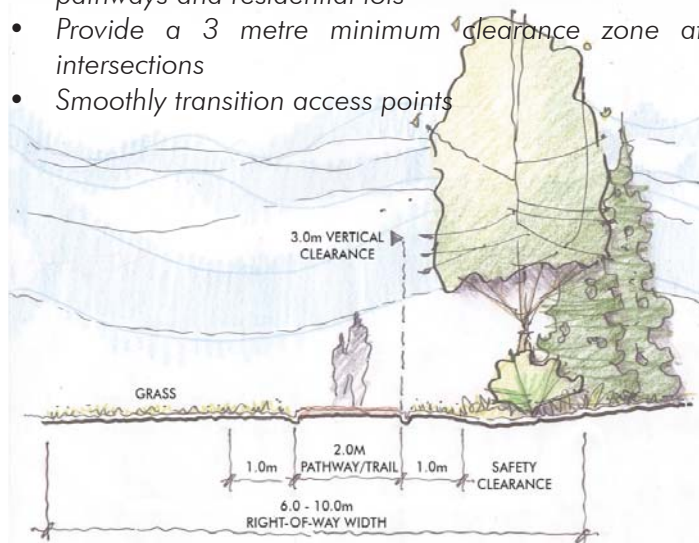 pathways and residential lots
• Provide a 3 metre minimum clearance zone at
intersections
• Smoothly transition access points
3.0m VERTICAL
CLEARANCE
GRASS
1.0m
2.0M
PATHWAY/TRAIL
1.0m
SAFETY
CLEARANCE
6.0 - 10.0m
RIGHT-OF-WAY WIDTH